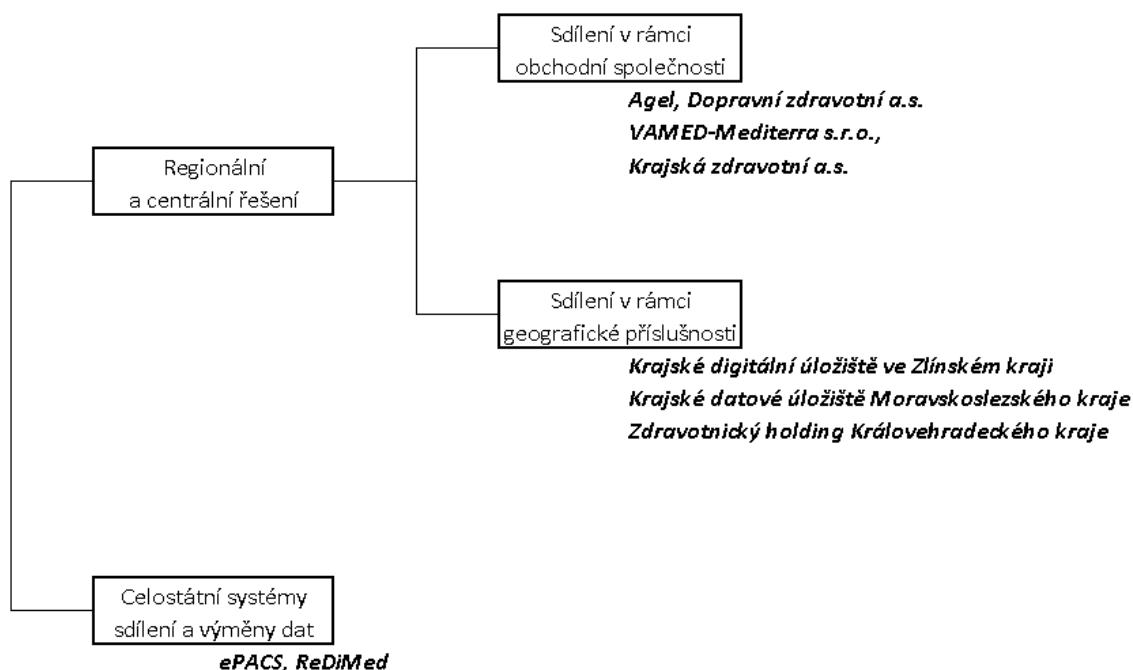 Sdílení v rámci
obchodní společnosti
Agel, Dopravní zdravotní a.s.
VAMED-Mediterra s.r.o.,
Krajská zdravotní a.s.
Regionální
a centrální řešení
Sdílení v rámci
geografické příslušnosti
Krajské digitální úložiště ve Zlínském kraji
Krajské datové úložiště Moravskoslezského kraje
Zdravotnický holding Královehradeckého kraje
Celostátní systémy
sdílení a výměny dat
ePACS, ReDiMed